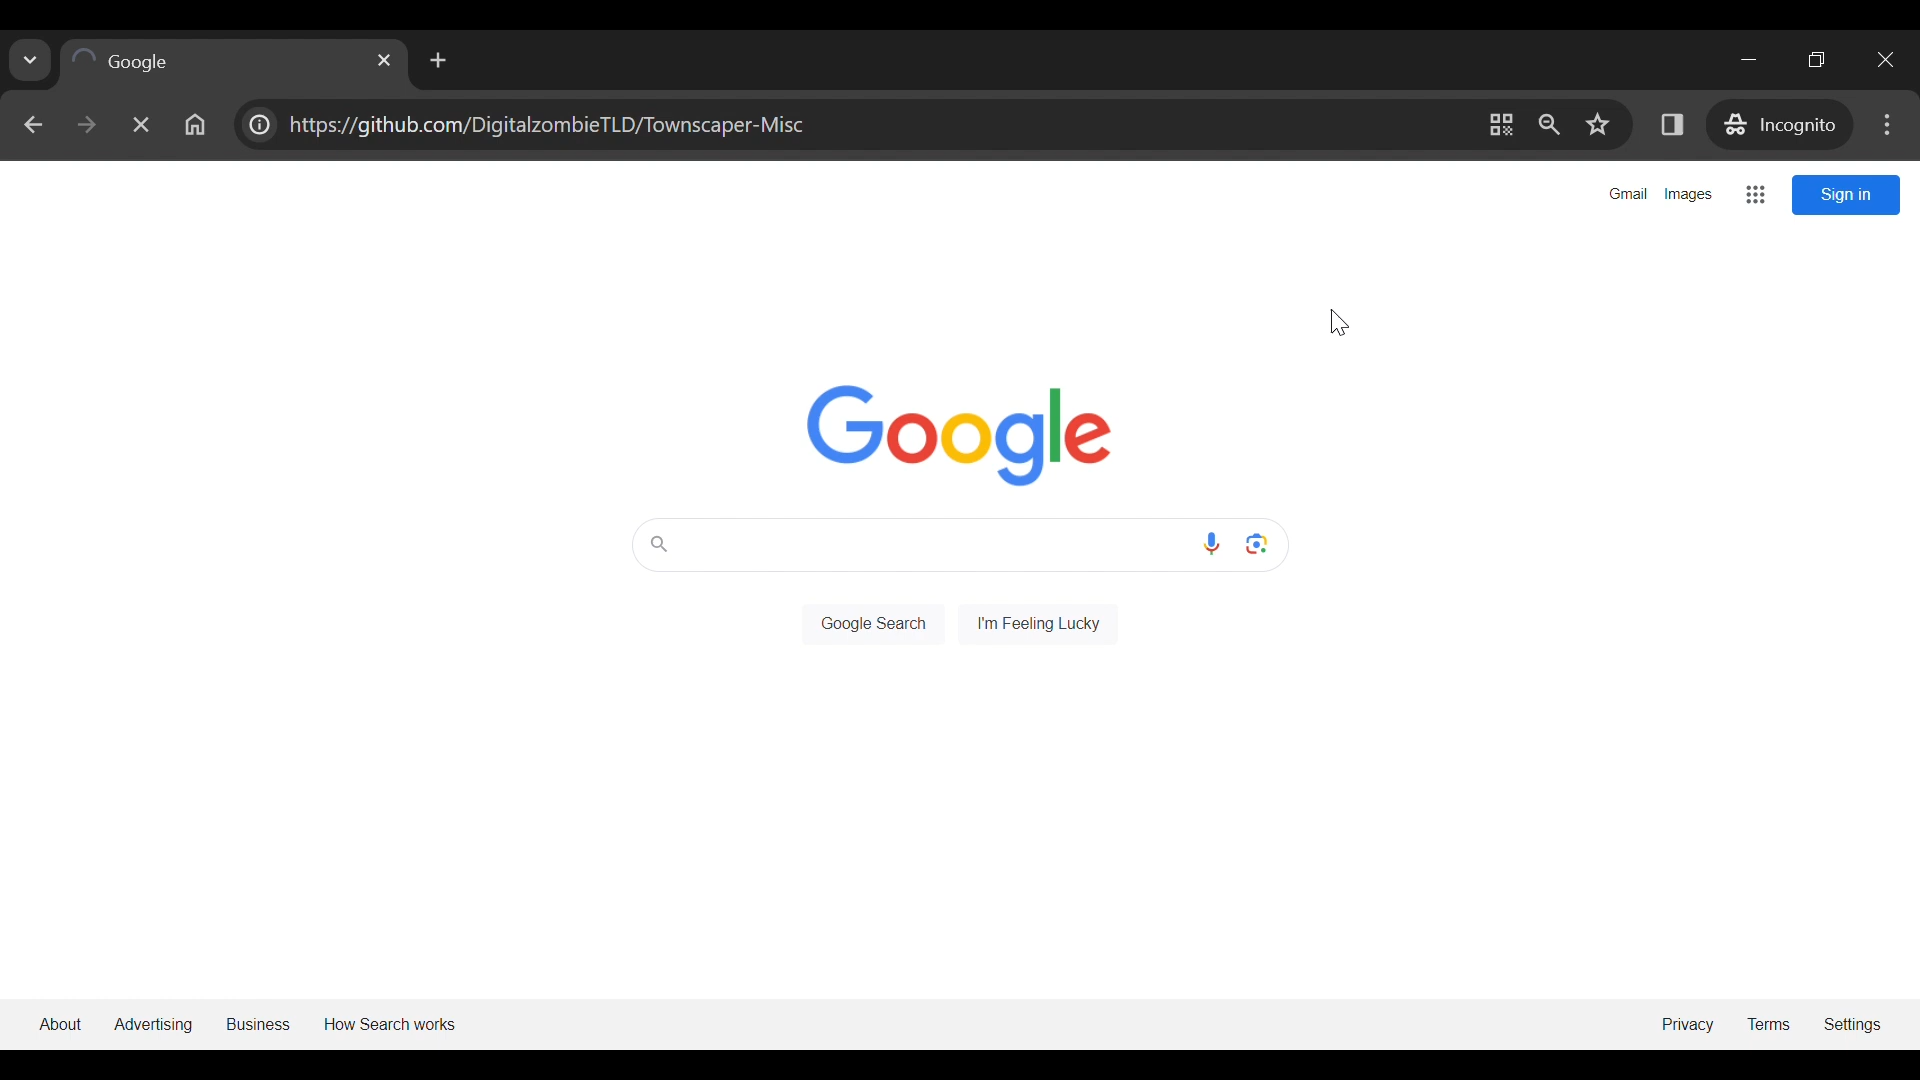 Google
https://github.com/DigitalzombieTLD/Townscaper-Misc
Incognito
Gmail
Images
Sign in
Google
Google Search
I'm Feeling Lucky
About
Advertising
Business
How Search works
Privacy
Terms
Settings